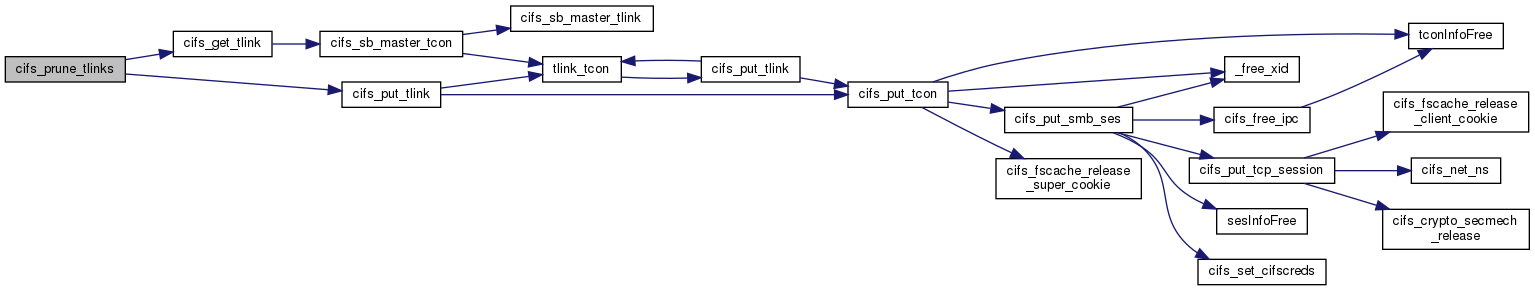 cifs_prune_tlinks
cifs_get_tlink
cifs_put_tlink
cifs_sb_master_tcon
cifs_sb_master_tlink
tlink_tcon
cifs_put_tlink
cifs_put_tcon
cifs_put_smb_ses
cifs_fscache_release
_super_cookie
tconInfoFree
_free_xid
cifs_free_ipc
cifs_put_tcp_session
sesInfoFree
cifs_set_cifscreds
cifs_fscache_release
_client_cookie
cifs_net_ns
cifs_crypto_secmech
_release